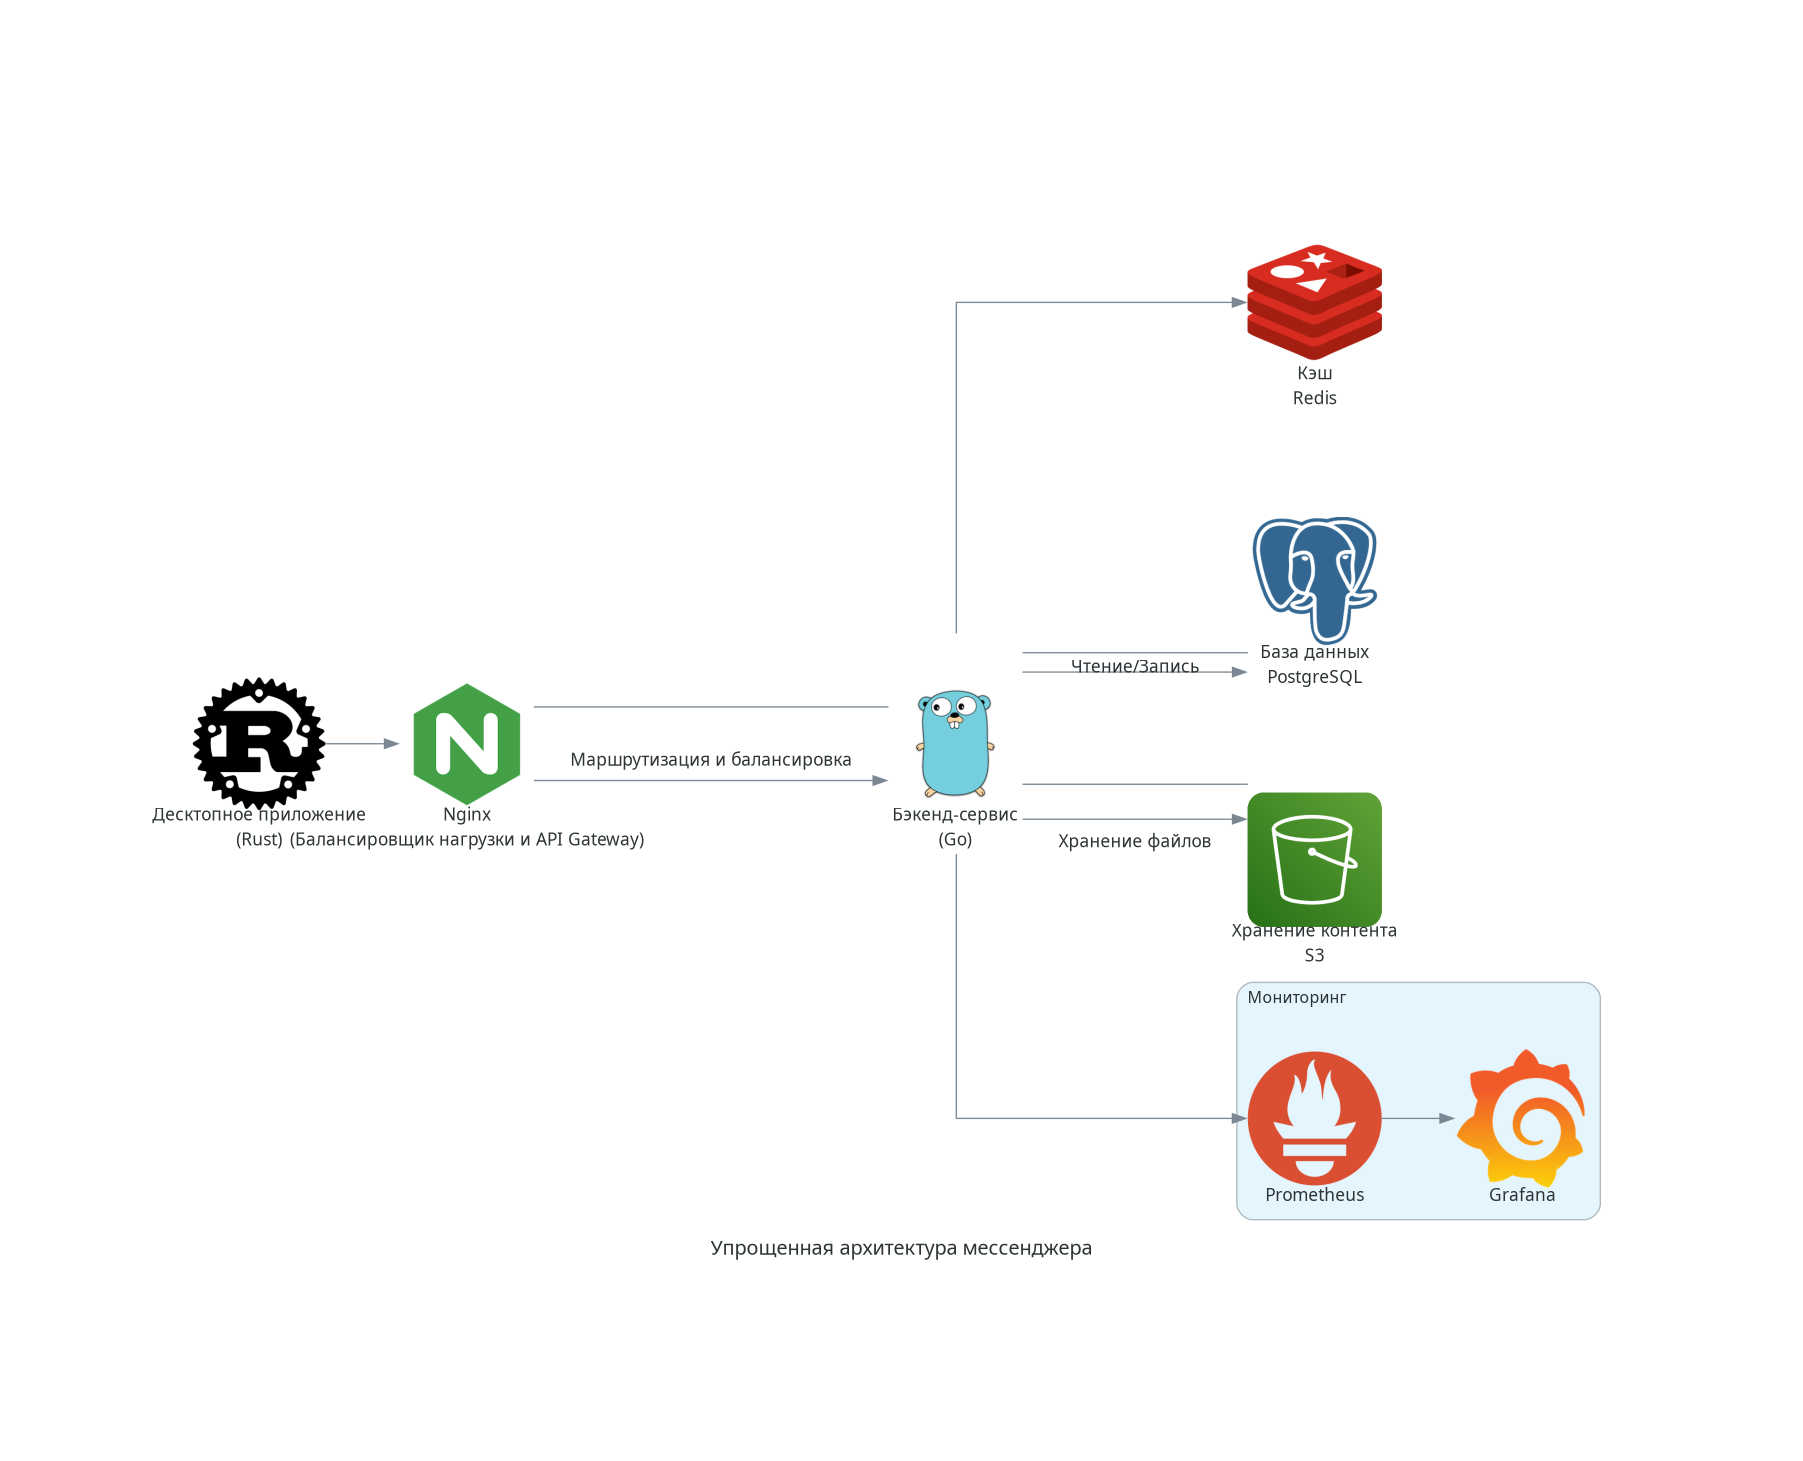 Кэш
Redis
База данных
PostgreSQL
Чтение/Запись
Десктопное приложение
(Rust)
Nginx
(Балансировщик нагрузки и API Gateway)
Маршрутизация и балансировка
Бэкенд-сервис
(Go)
Хранение файлов
Хранение контента
S3
Мониторинг
Prometheus
Grafana
Упрощенная архитектура мессенджера